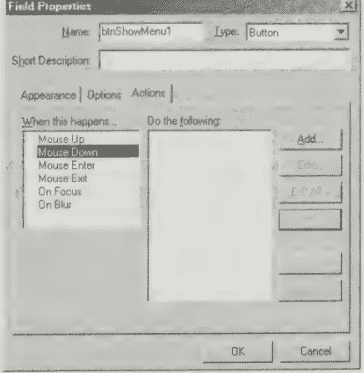 Field Properties
Name: btnShowMenu1 Type: Button
Short Description:
Appearance Options Actions
When this happens... Do the following:
Mouse Up
Mouse Down
Mouse Enter
Mouse Exit
On Focus
On Blur
Add...
OK Cancel